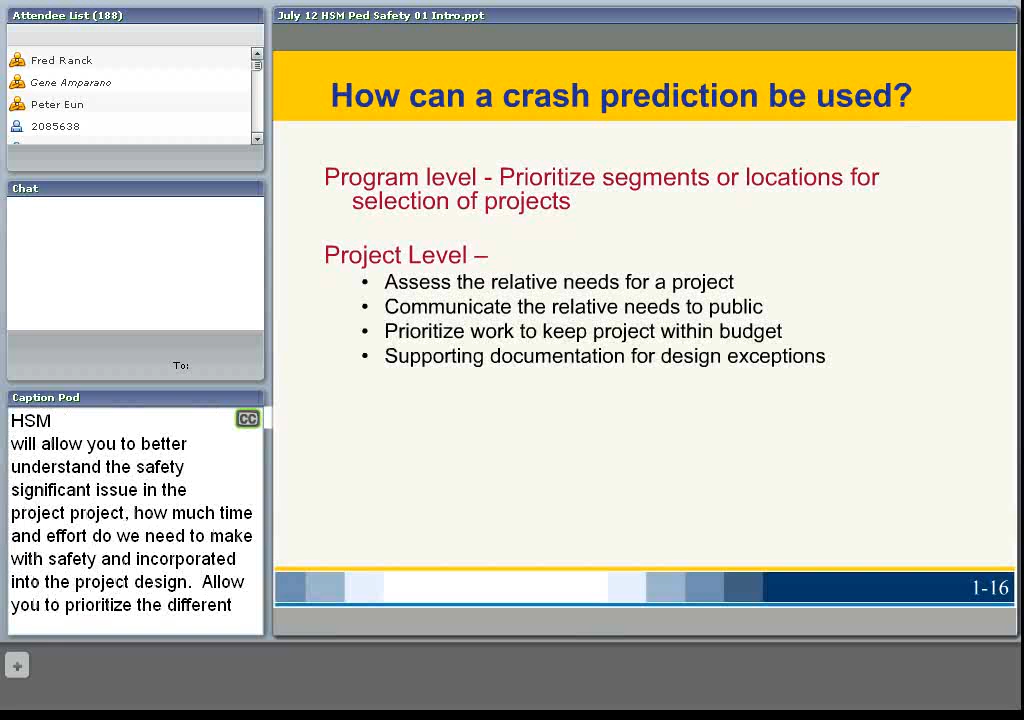 Attendee List (188)
Fred Ranck
Gene Amparano
Peter Eun
2085638
Chat
To:
Caption Pod
CC
HSM
will allow you to better
understand the safety
significant issue in the
project project, how much time
and effort do we need to make
with safety and incorporated
into the project design.  Allow
you to prioritize the different
July 12 HSM Ped Safety 01 Intro.ppt
How can a crash prediction be used?
Program level - Prioritize segments or locations for
selection of projects
Project Level –
• Assess the relative needs for a project
• Communicate the relative needs to public
• Prioritize work to keep project within budget
• Supporting documentation for design exceptions
1-16